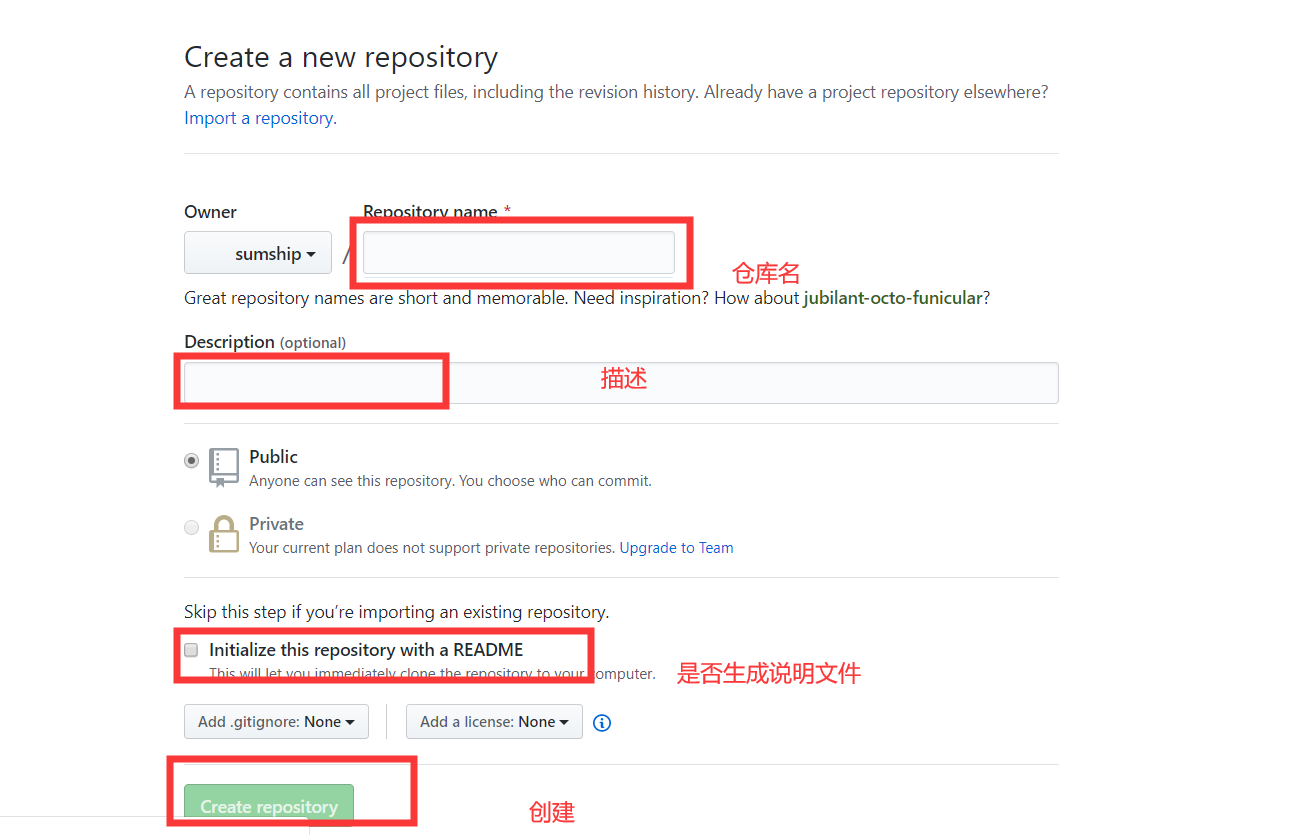 Create a new repository
A repository contains all project files, including the revision history. Already have a project repository elsewhere?
Import a repository.
Owner
Repository name *
sumship
/
仓库名
Great repository names are short and memorable. Need inspiration? How about jubilant-octo-funicular?
Description (optional)
描述
Public
Anyone can see this repository. You choose who can commit.
Private
Your current plan does not support private repositories. Upgrade to Team
Skip this step if you’re importing an existing repository.
Initialize this repository with a README
This will let you immediately clone the repository to your computer.
是否生成说明文件
Add .gitignore: None
Add a license: None
Create repository
创建